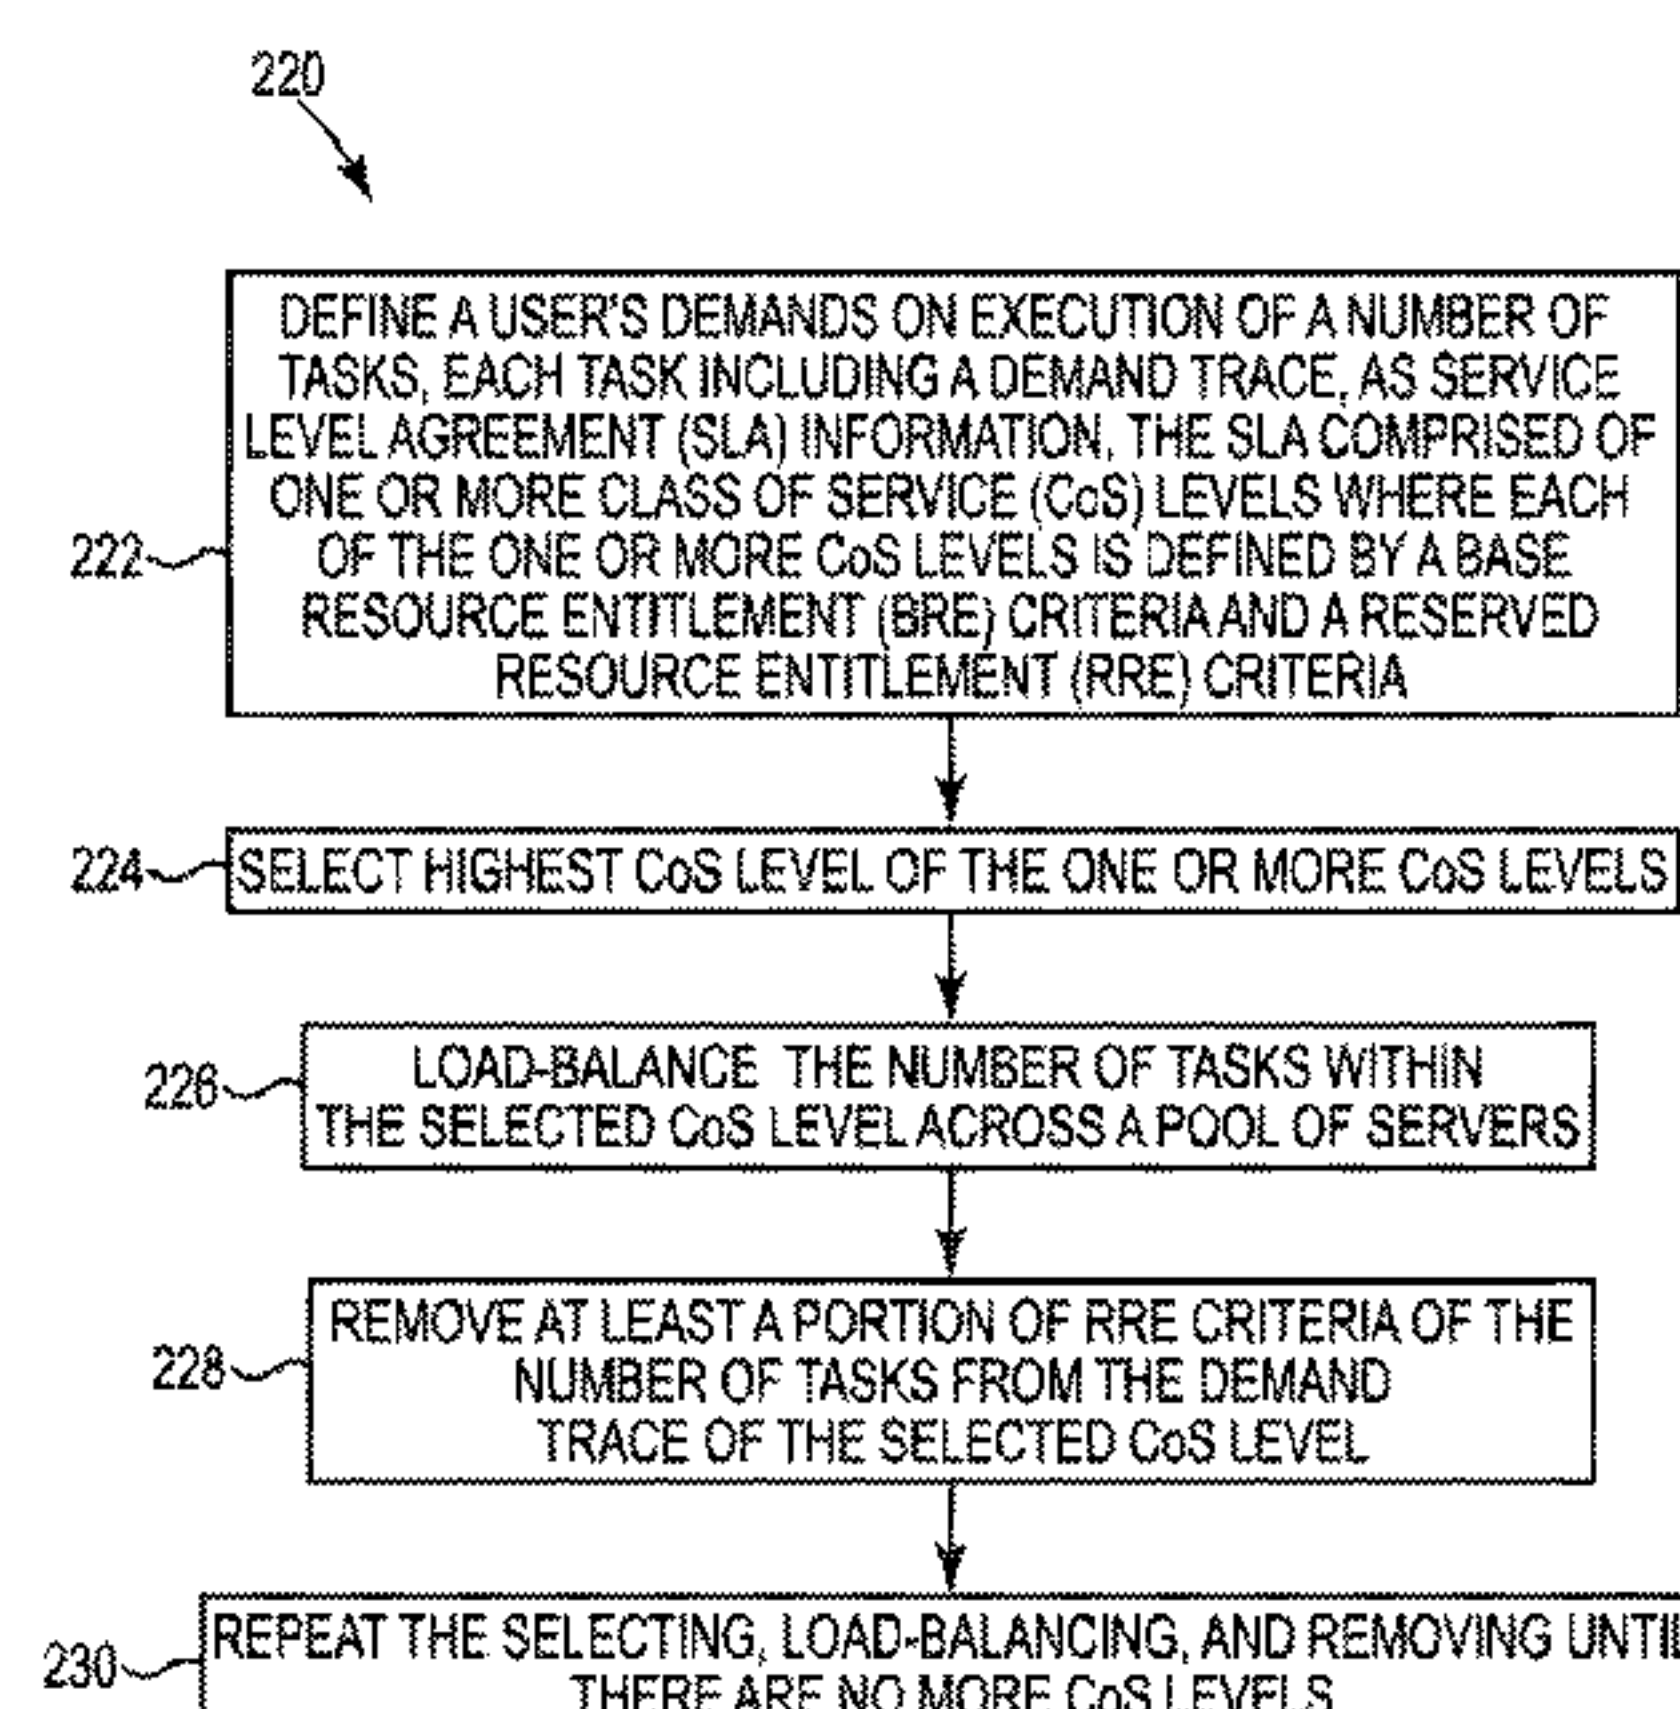 220
DEFINE A USER'S DEMANDS ON EXECUTION OF A NUMBER OF
TASKS, EACH TASK INCLUDING A DEMAND TRACE, AS SERVICE
LEVEL AGREEMENT (SLA) INFORMATION, THE SLA COMPRISED OF
ONE OR MORE CLASS OF SERVICE (CoS) LEVELS WHERE EACH
OF THE ONE OR MORE CoS LEVELS IS DEFINED BY A BASE
RESOURCE ENTITLEMENT (BRE) CRITERIA AND A RESERVED
RESOURCE ENTITLEMENT (RRE) CRITERIA
222
224
SELECT HIGHEST CoS LEVEL OF THE ONE OR MORE CoS LEVELS
226
LOAD-BALANCE THE NUMBER OF TASKS WITHIN
THE SELECTED CoS LEVEL ACROSS A POOL OF SERVERS
228
REMOVE AT LEAST A PORTION OF RRE CRITERIA OF THE
NUMBER OF TASKS FROM THE DEMAND
TRACE OF THE SELECTED CoS LEVEL
230
REPEAT THE SELECTING, LOAD-BALANCING, AND REMOVING UNTIL
THERE ARE NO MORE CoS LEVELS